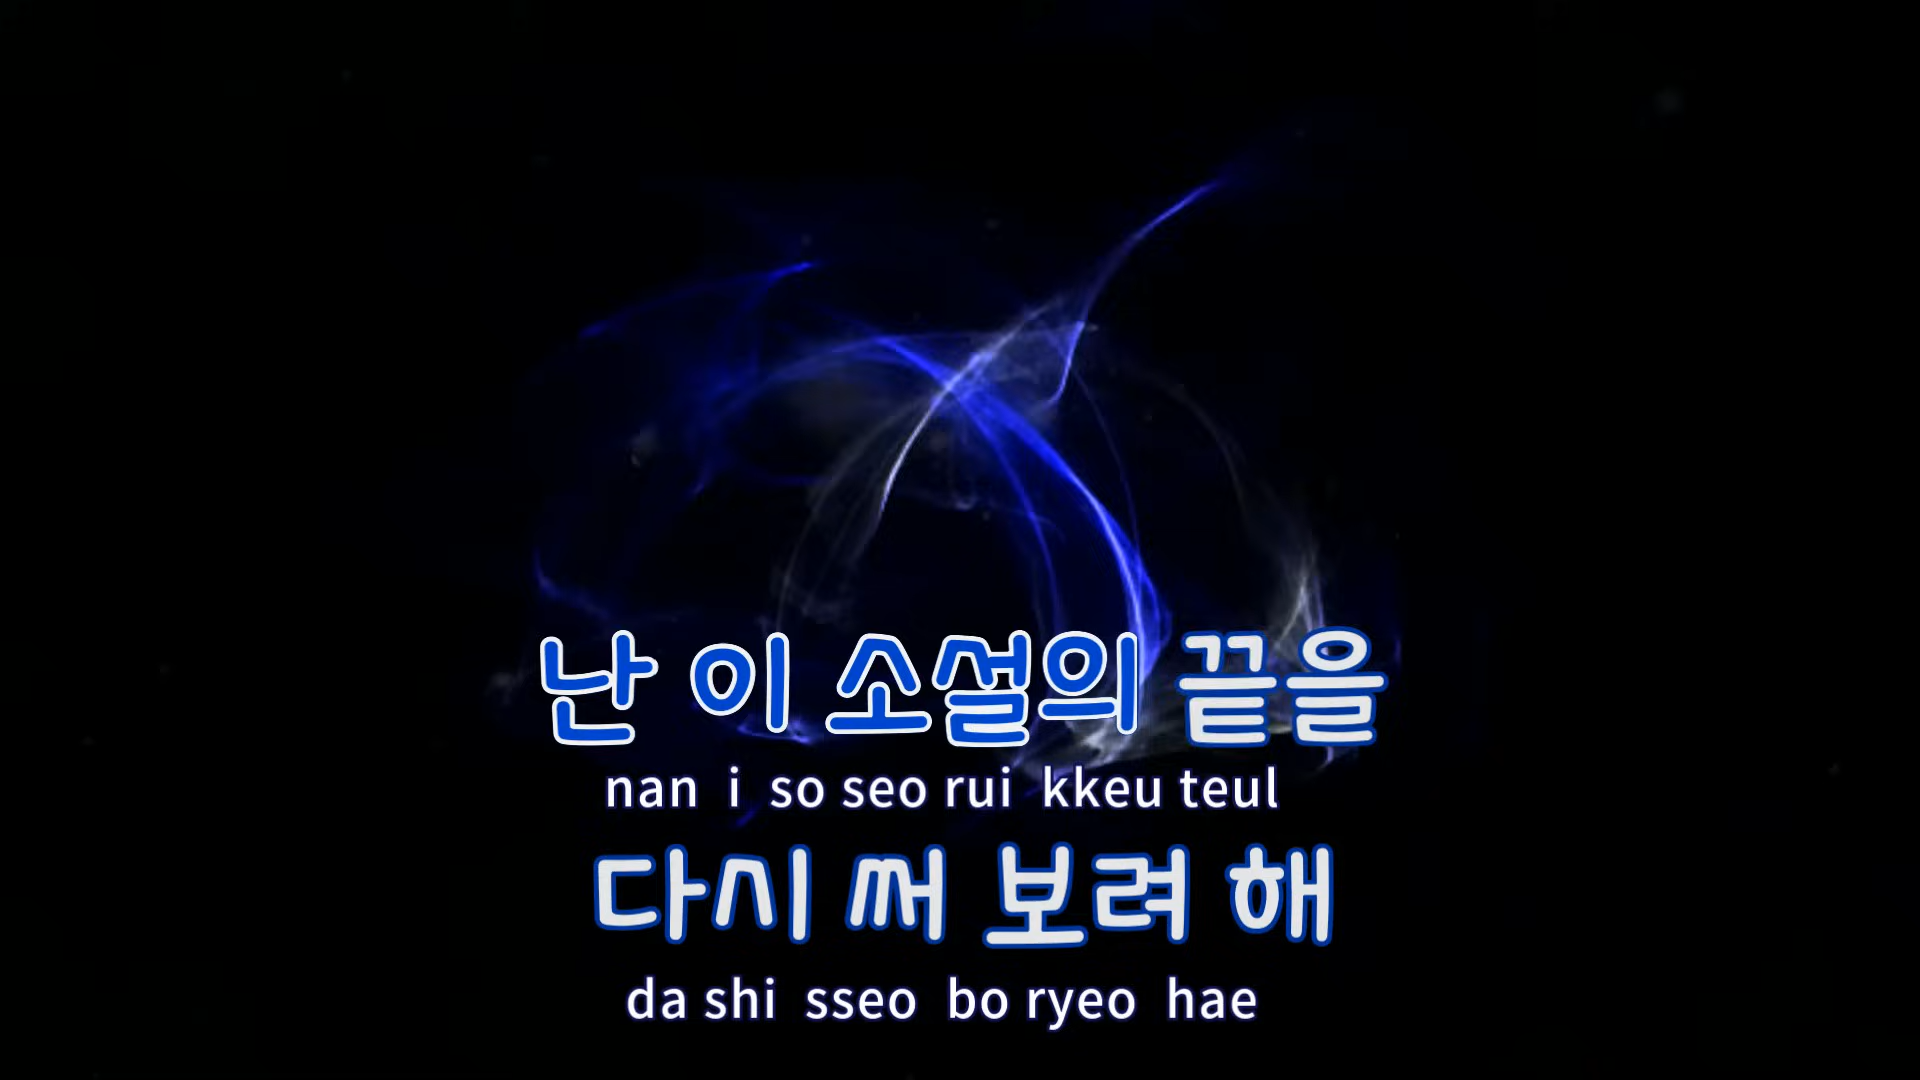 난 이 소설의 끝을
nan i so seo rui kkeu teul
다시 써 보려 해
da shi sseo bo ryeo hae